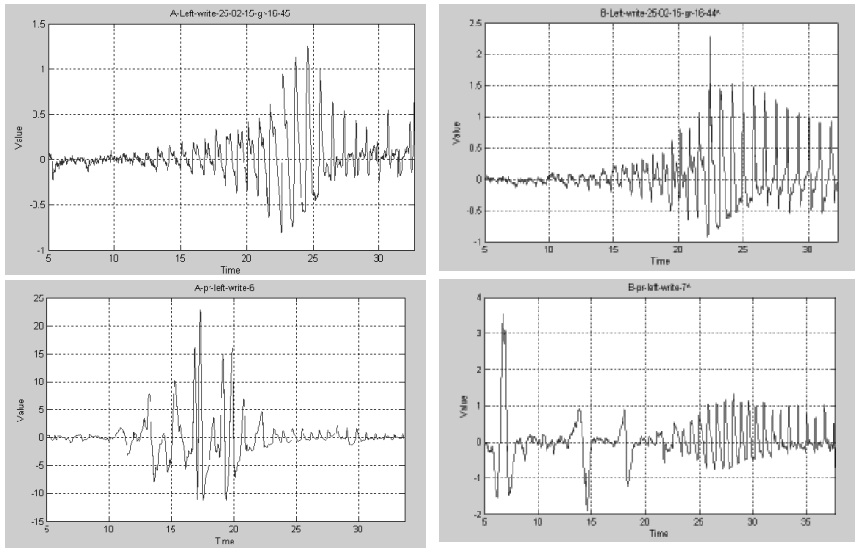 A-Left-write-25-02-15-gr-16-45
1.5
1
0.5
0
-0.5
-1
Value
5 10 15 20 25 30
Time
B-Left-write-25-02-15-gr-16-44^
2.5
2
1.5
1
0.5
0
-0.5
-1
Value
5 10 15 20 25 30
Time
A-pr-left-write-6
25
20
15
10
5
0
-5
-10
-15
Value
5 10 15 20 25 30
Time
B-pr-left-write-7^
4
3
2
1
0
-1
-2
Value
5 10 15 20 25 30 35
Time